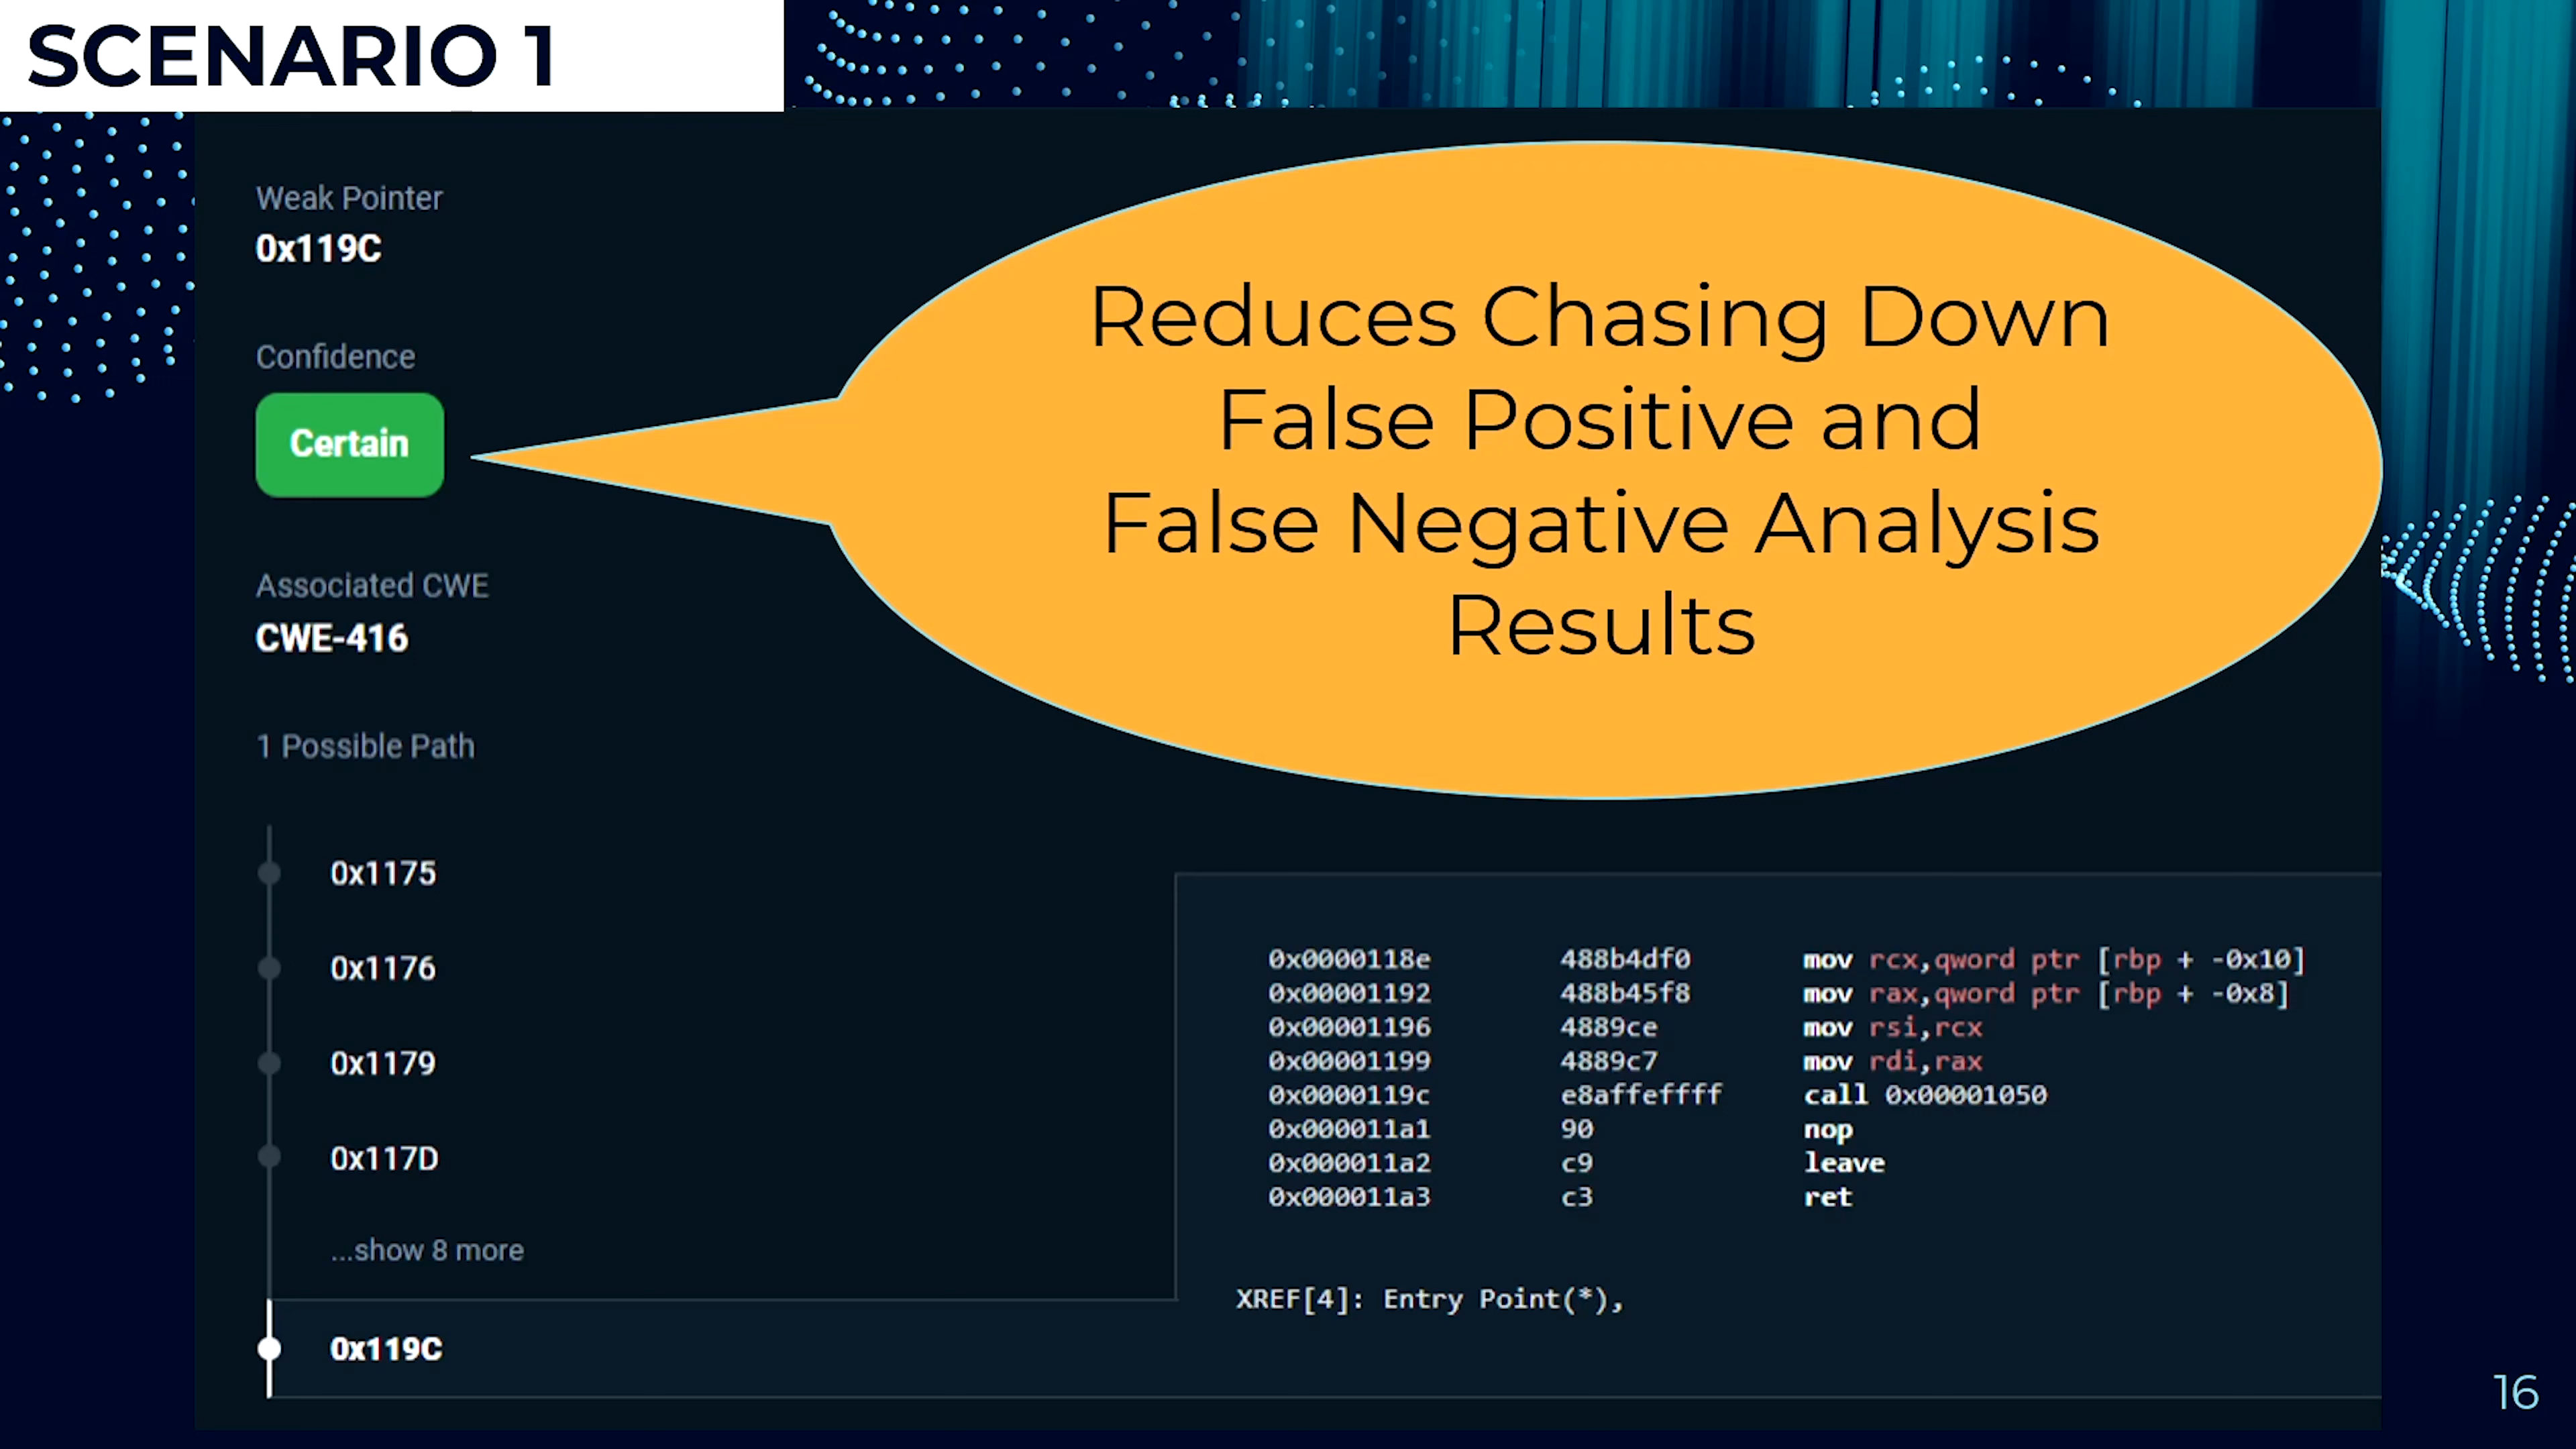 SCENARIO 1
Weak Pointer
0x119C
Confidence
Certain
Reduces Chasing Down
False Positive and
False Negative Analysis
Results
Associated CWE
CWE-416
1 Possible Path
0x1175
0x1176
0x1179
0x117D
...show 8 more
0x119C
0x0000118e 488b4df0 mov rcx,qword ptr [rbp + -0x10]
0x00001192 488b45f8 mov rax,qword ptr [rbp + -0x8]
0x00001196 4889ce mov rsi,rcx
0x00001199 4889c7 mov rdi,rax
0x0000119c e8affeffff call 0x00001050
0x000011a1 90 nop
0x000011a2 c9 leave
0x000011a3 c3 ret
XREF[4]: Entry Point(*),
16